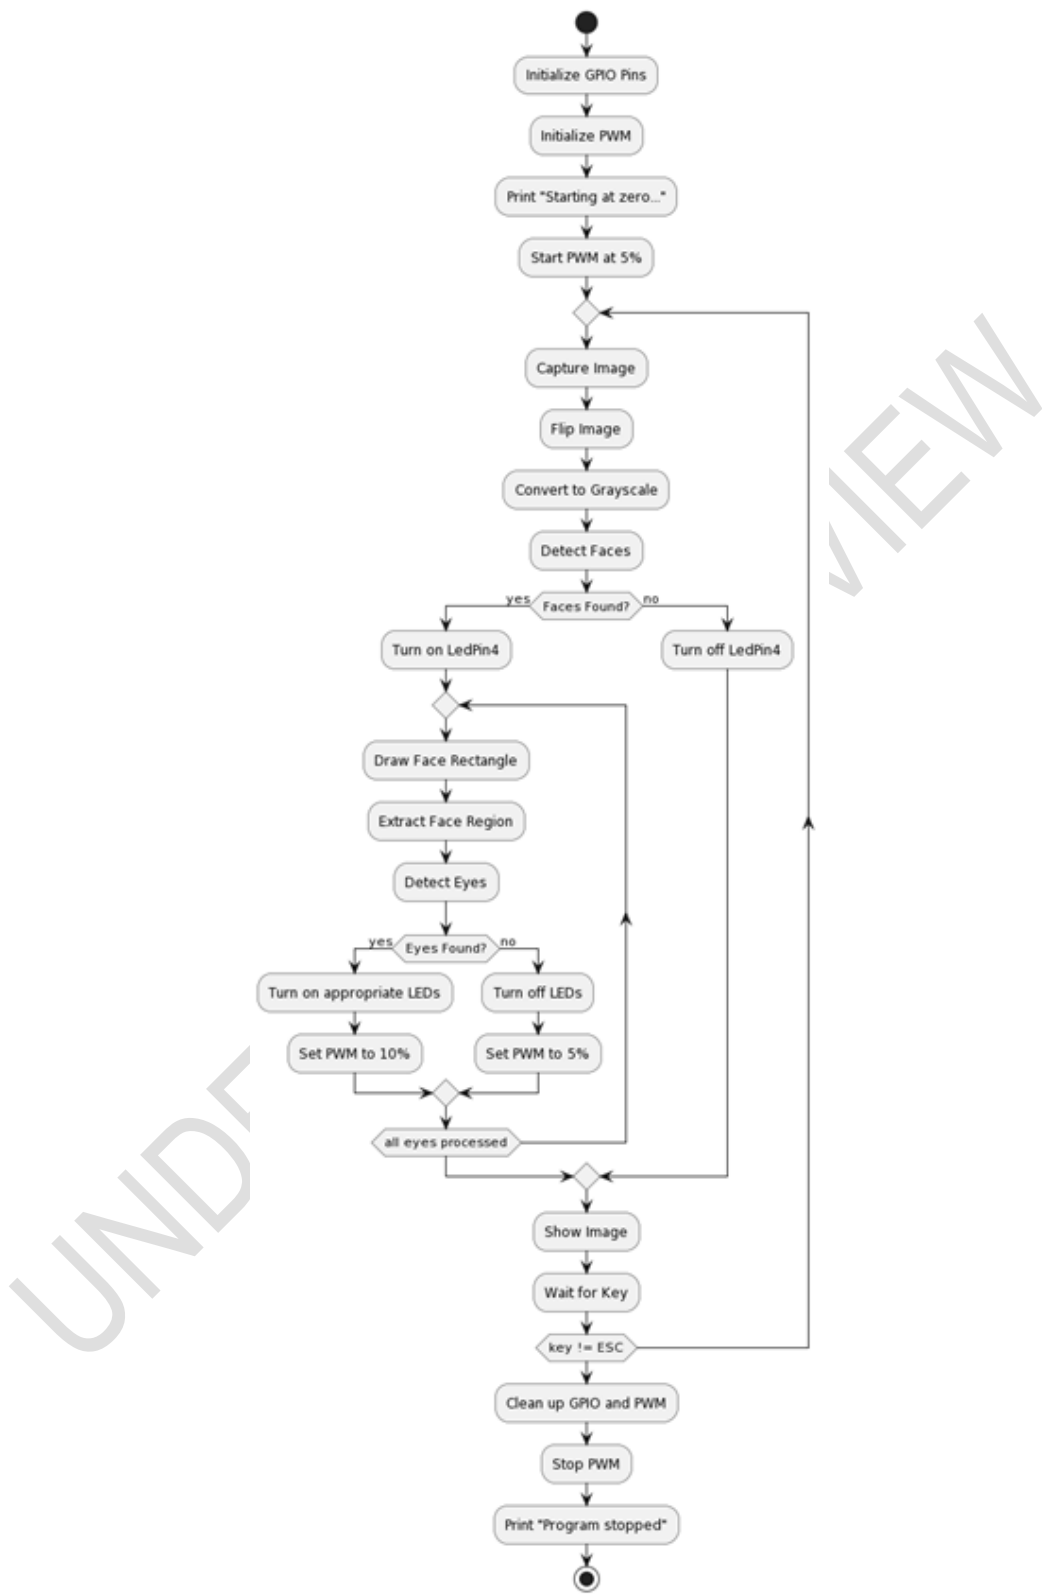 Initialize GPIO Pins
Initialize PWM
Print "Starting at zero..."
Start PWM at 5%
Capture Image
Flip Image
Convert to Grayscale
Detect Faces
yes
Faces Found?
no
Turn on LedPin4
Turn off LedPin4
Draw Face Rectangle
Extract Face Region
Detect Eyes
yes
Eyes Found?
no
Turn on appropriate LEDs
Turn off LEDs
Set PWM to 10%
Set PWM to 5%
all eyes processed
Show Image
Wait for Key
key != ESC
Clean up GPIO and PWM
Stop PWM
Print "Program stopped"